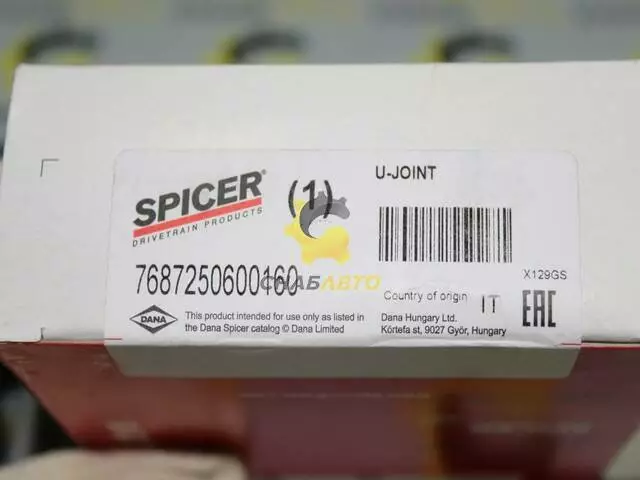 SPICER®
DRIVETRAIN PRODUCTS
(1)
U-JOINT
7687250600160
СНАБАВТО
X129GS
Country of origin IT
EAC
DANA
This product intended for use only as listed in
the Dana Spicer catalog © Dana Limited
Dana Hungary Ltd.
Körtefa st, 9027 Győr, Hungary